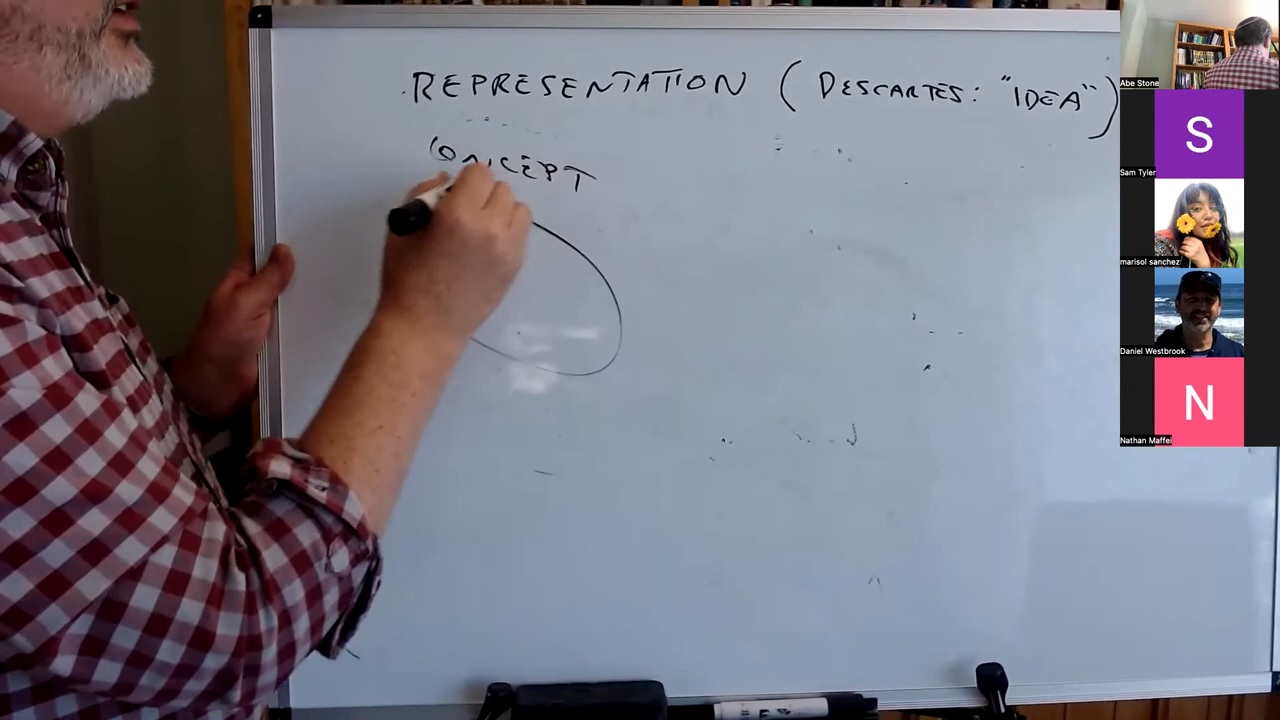 REPRESENTATION (DESCARTES: "IDEA")
CONCEPT
Abe Stone
S
Sam Tyler
marisol sanchez
Daniel Westbrook
N
Nathan Maffei